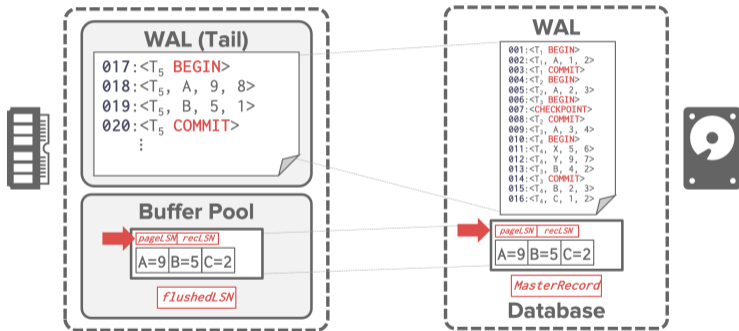 WAL (Tail)
017:<T5 BEGIN>
018:<T5, A, 9, 8>
019:<T5, B, 5, 1>
020:<T5 COMMIT>
⋮
Buffer Pool
pageLSN recLSN
A=9 B=5 C=2
flushedLSN
WAL
001:<T1 BEGIN>
002:<T1, A, 1, 2>
003:<T1 COMMIT>
004:<T2 BEGIN>
005:<T2, A, 2, 3>
006:<T3 BEGIN>
007:<CHECKPOINT>
008:<T2 COMMIT>
009:<T3, A, 3, 4>
010:<T4 BEGIN>
011:<T4, X, 5, 6>
012:<T4, Y, 9, 7>
013:<T3, B, 4, 2>
014:<T3 COMMIT>
015:<T4, B, 2, 3>
016:<T4, C, 1, 2>
pageLSN recLSN
A=9 B=5 C=2
MasterRecord
Database